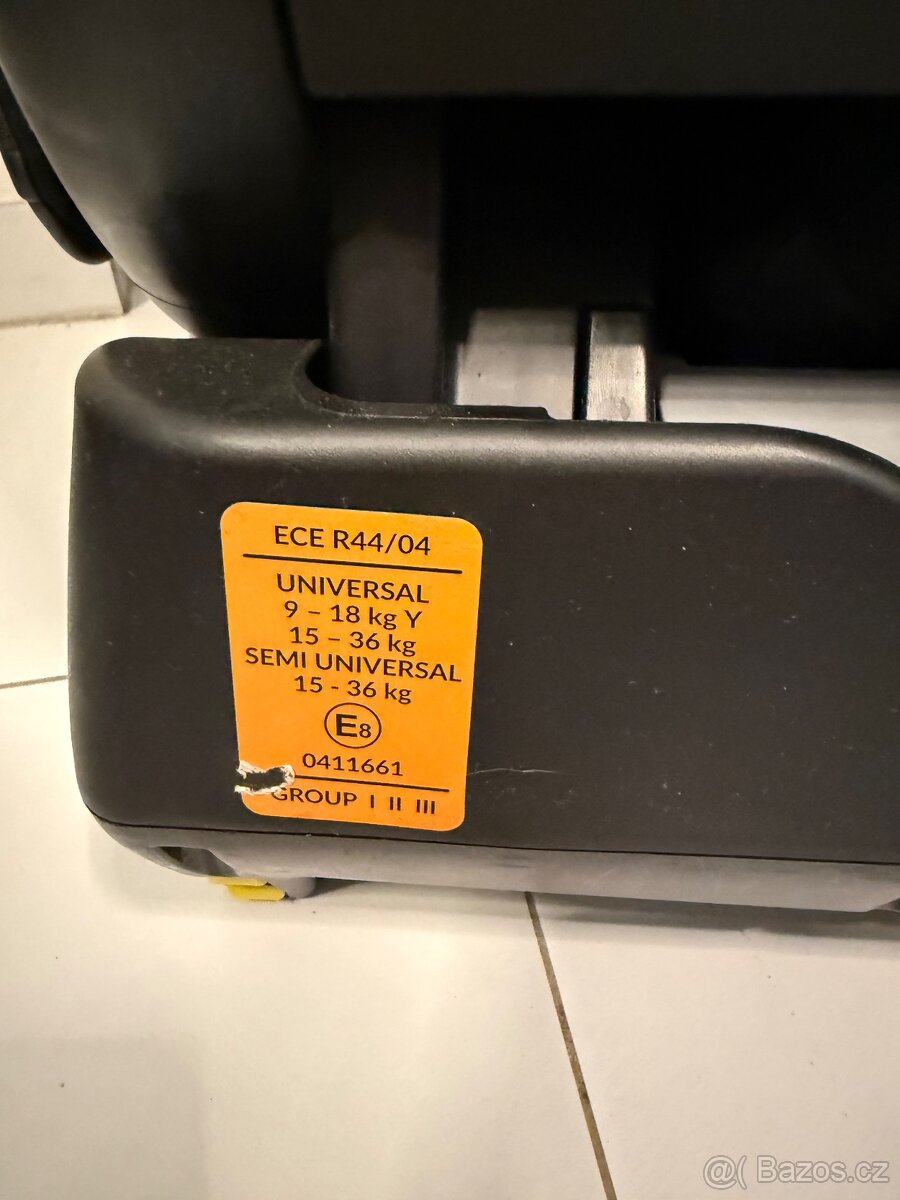 ECE R44/04
UNIVERSAL
9 – 18 kg Y
15 – 36 kg
SEMI UNIVERSAL
15 - 36 kg
E8
0411661
GROUP I II III
@( Bazos.cz